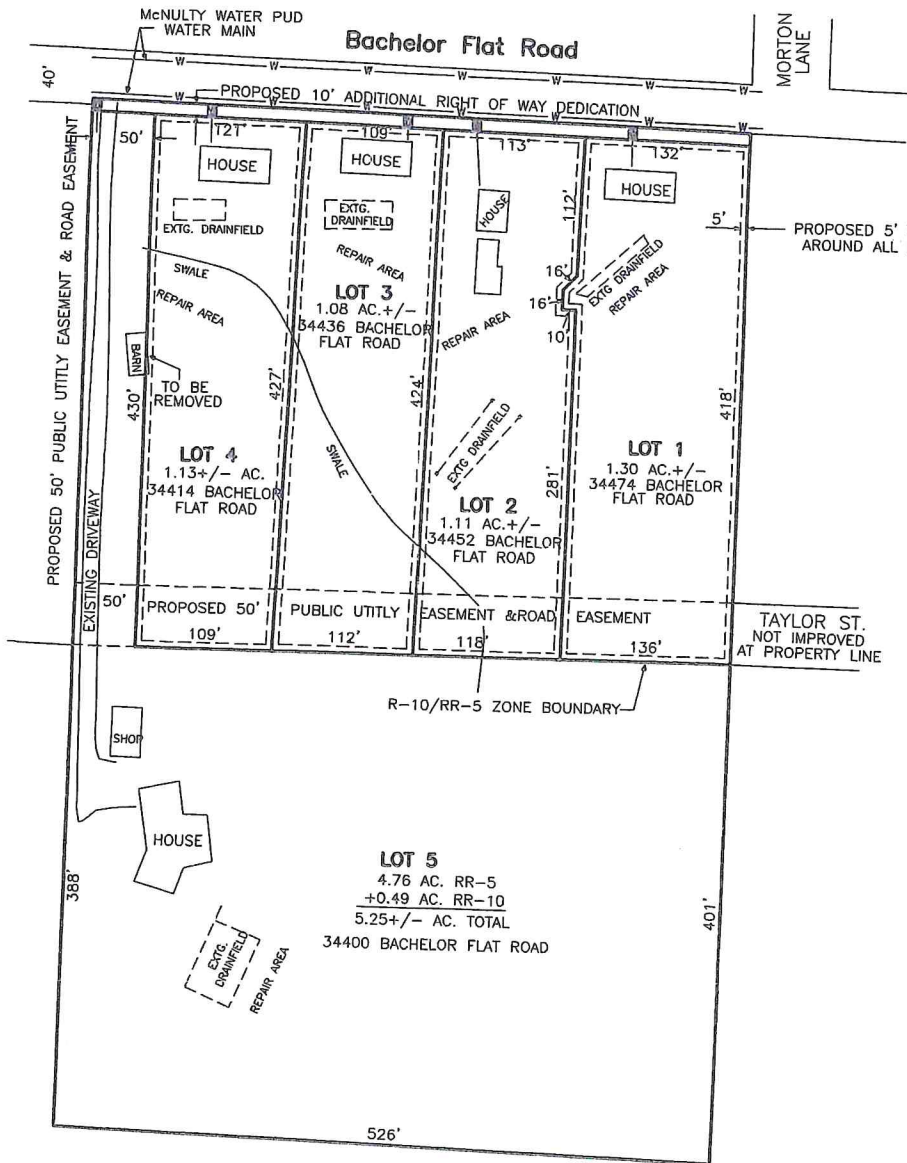 McNULTY WATER PUD
WATER MAIN
Bachelor Flat Road
MORTON
LANE
40'
W W W W W W W
PROPOSED 10' ADDITIONAL RIGHT OF WAY DEDICATION
W W W W W W W
50'
121'
109'
113'
132'
HOUSE
HOUSE
HOUSE
HOUSE
112'
5'
PROPOSED 5'
AROUND ALL
EXTG. DRAINFIELD
EXTG.
DRAINFIELD
EXTG DRAINFIELD
REPAIR AREA
16'
16'
10'
SWALE
REPAIR AREA
REPAIR AREA
REPAIR AREA
LOT 3
1.08 AC.+/-
34436 BACHELOR
FLAT ROAD
BARN
TO BE
REMOVED
430'
427'
424'
418'
281'
SWALE
EXTG DRAINFIELD
LOT 4
1.13+/- AC.
34414 BACHELOR
FLAT ROAD
LOT 2
1.11 AC.+/-
34452 BACHELOR
FLAT ROAD
LOT 1
1.30 AC.+/-
34474 BACHELOR
FLAT ROAD
PROPOSED 50' PUBLIC UTITLY EASEMENT & ROAD EASEMENT
EXISTING DRIVEWAY
50'
PROPOSED 50' PUBLIC UTITLY EASEMENT &ROAD EASEMENT
109'
112'
118'
136'
TAYLOR ST.
NOT IMPROVED
AT PROPERTY LINE
R-10/RR-5 ZONE BOUNDARY
SHOP
HOUSE
388'
401'
LOT 5
4.76 AC. RR-5
+0.49 AC. RR-10
5.25+/- AC. TOTAL
34400 BACHELOR FLAT ROAD
EXTG.
DRAINFIELD
REPAIR AREA
526'